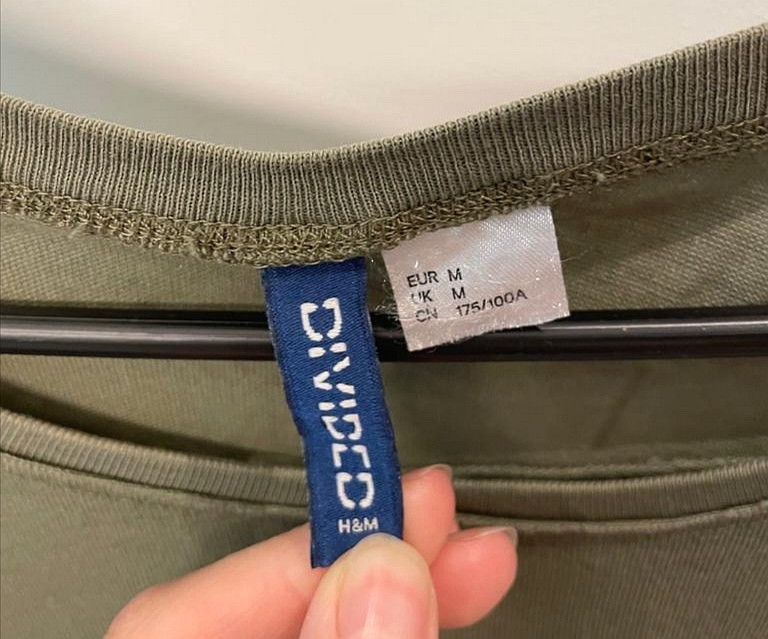 DIVIDED
H&M
EUR M
UK M
CN 175/100A